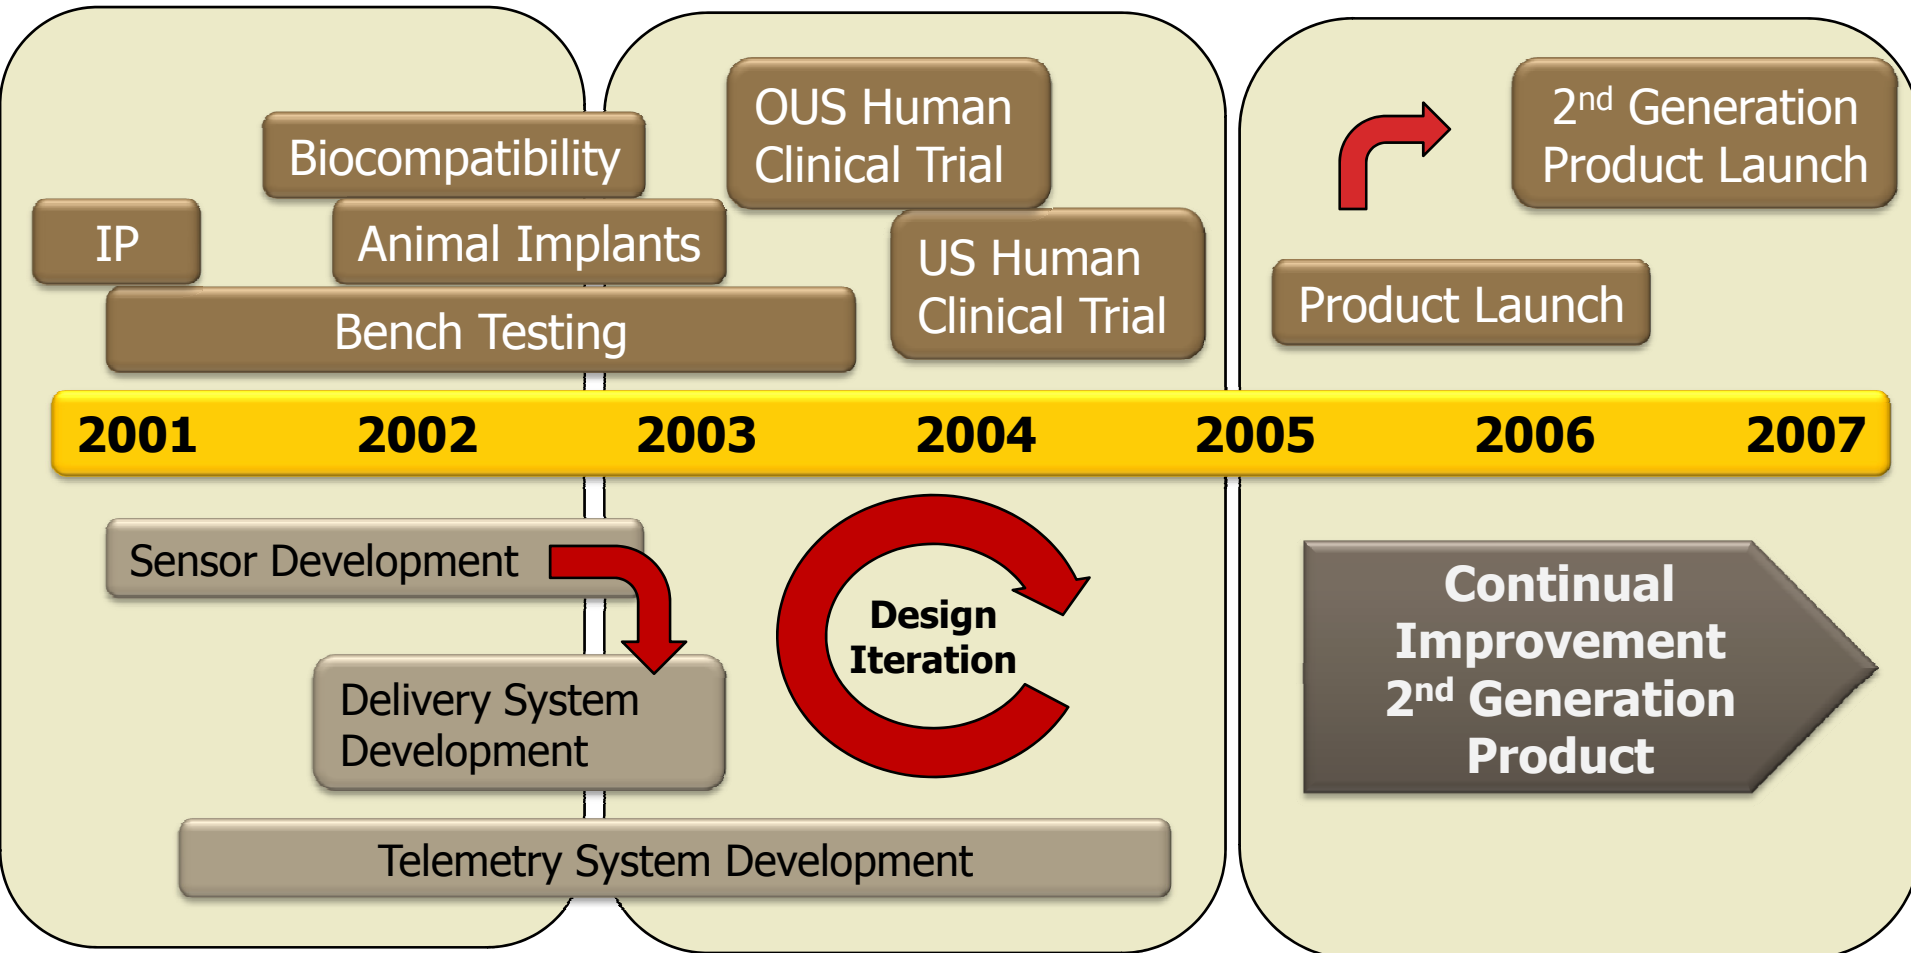 OUS Human
Clinical Trial
2nd Generation
Product Launch
Biocompatibility
IP
Animal Implants
US Human
Clinical Trial
Product Launch
Bench Testing
2001 2002 2003 2004 2005 2006 2007
Sensor Development
Design
Iteration
Continual
Improvement
2nd Generation
Product
Delivery System
Development
Telemetry System Development